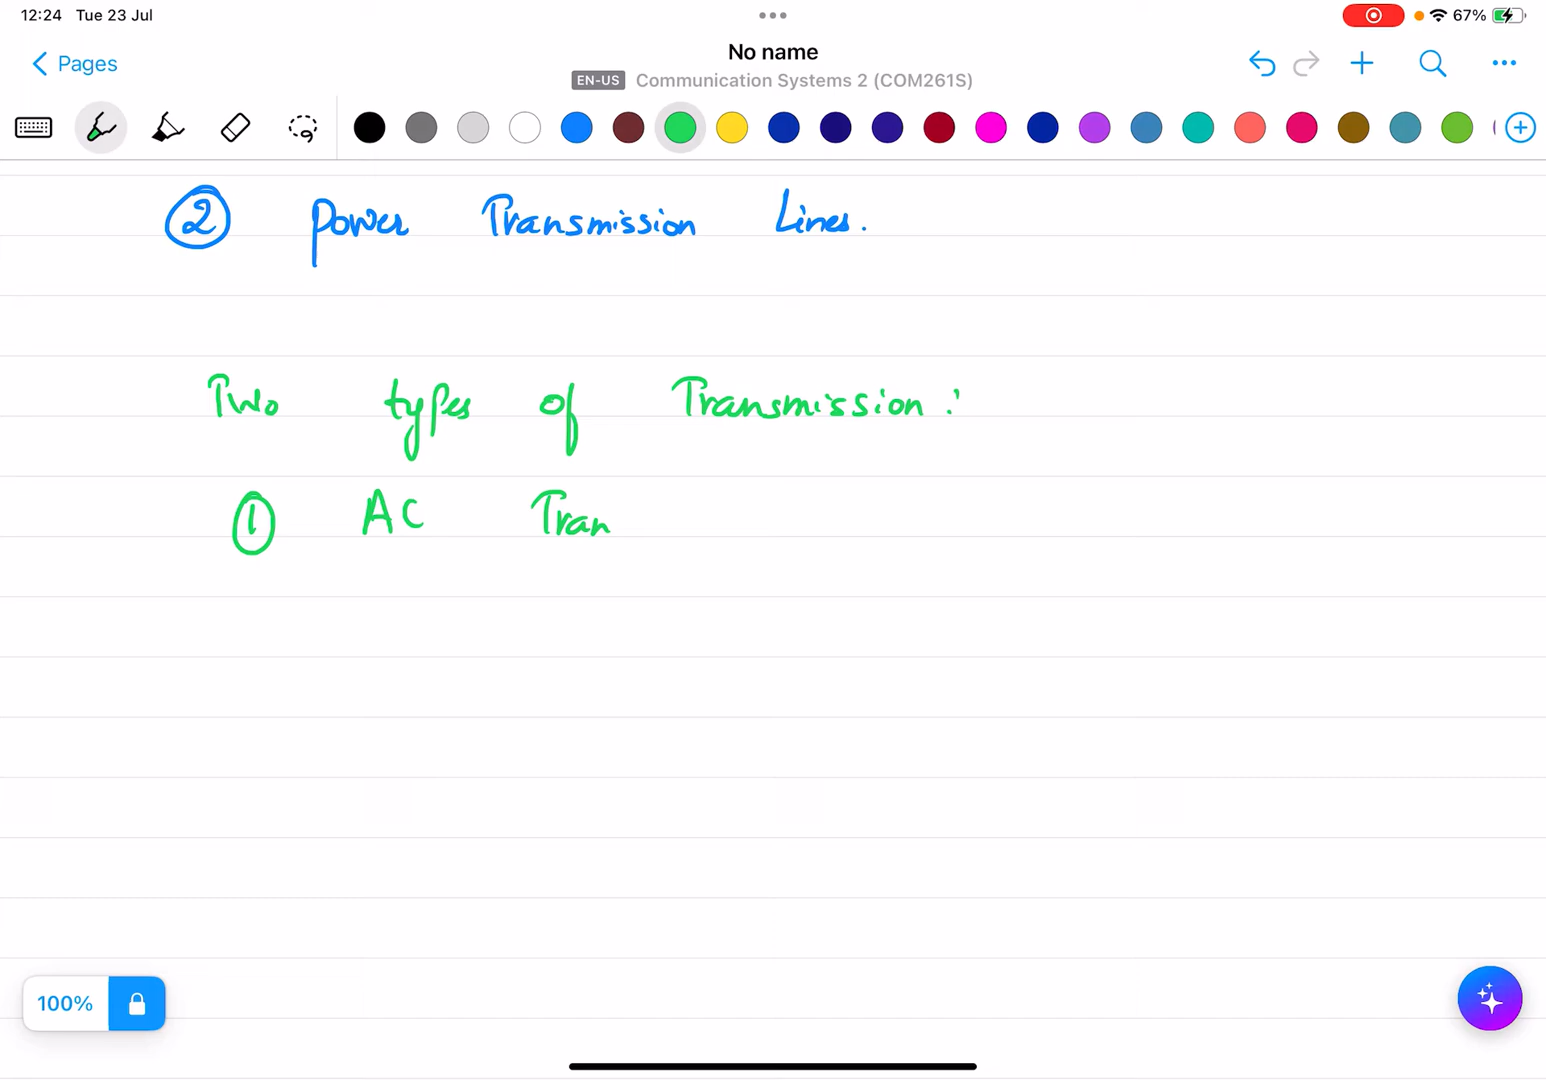 12:24 Tue 23 Jul
67%
Pages
No name
EN-US Communication Systems 2 (COM261S)
2 Power Transmission Lines.
Two types of Transmission :
1 AC Tran
100%